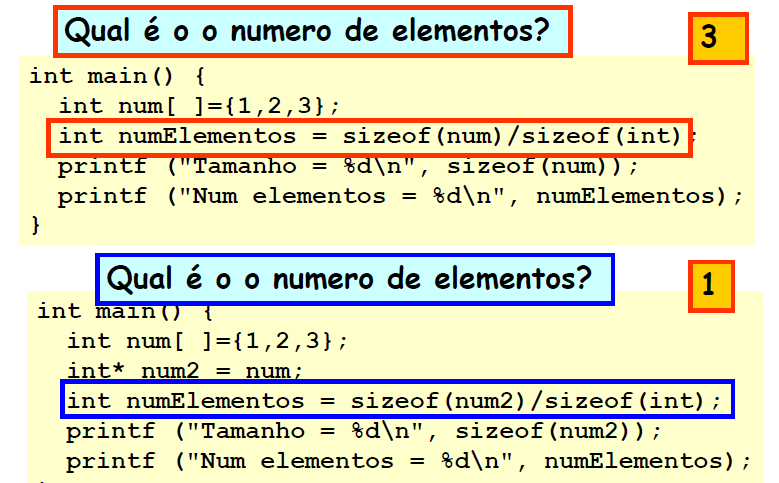 Qual é o o numero de elementos?
3
int main() {
int num[ ]={1,2,3};
int numElementos = sizeof(num)/sizeof(int);
printf ("Tamanho = %d\n", sizeof(num));
printf ("Num elementos = %d\n", numElementos);
}
Qual é o o numero de elementos?
1
int main() {
int num[ ]={1,2,3};
int* num2 = num;
int numElementos = sizeof(num2)/sizeof(int);
printf ("Tamanho = %d\n", sizeof(num2));
printf ("Num elementos = %d\n", numElementos);